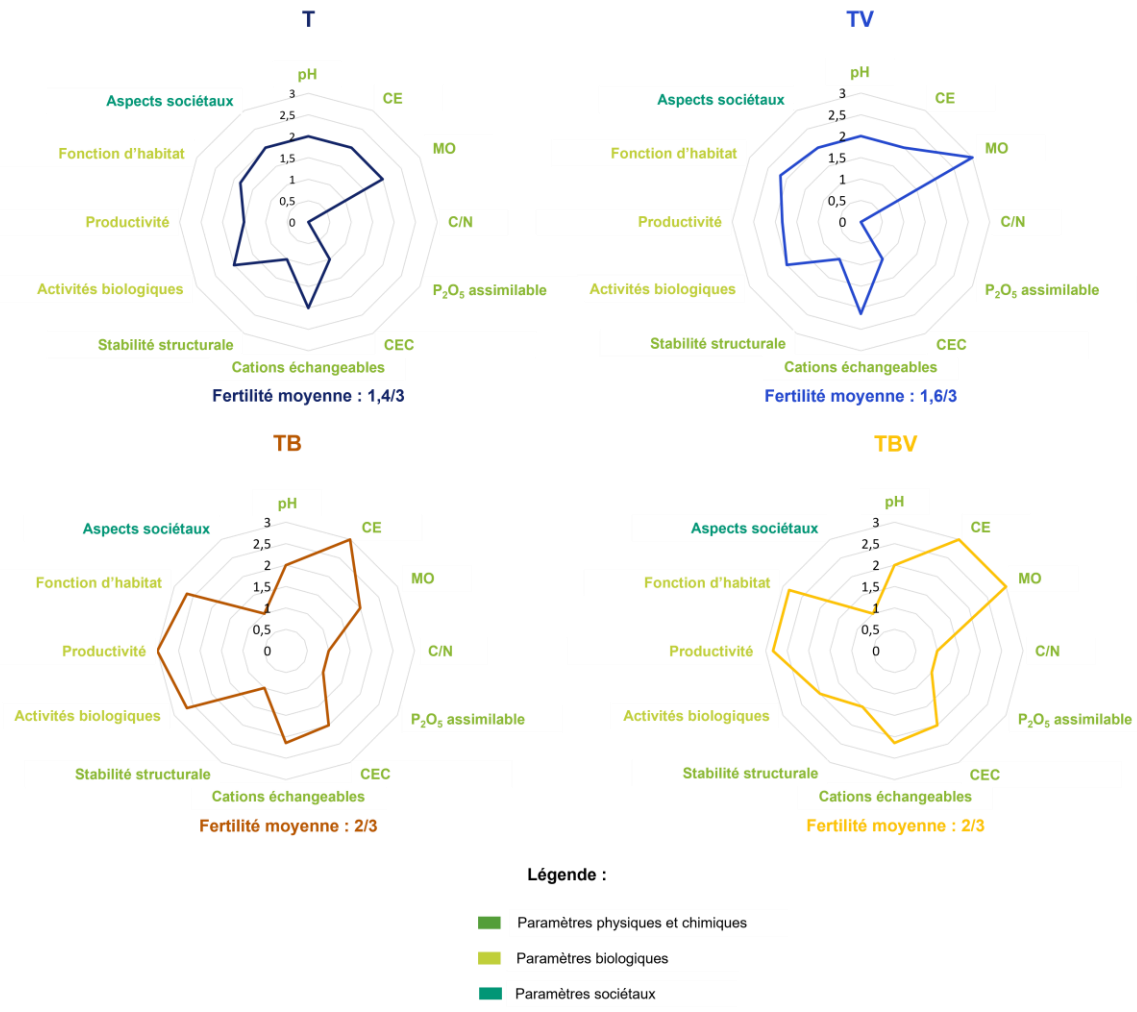 T
pH
Aspects sociétaux
CE
3
2,5
2
1,5
1
0,5
0
Fonction d'habitat
MO
Productivité
C/N
Activités biologiques
P₂O₅ assimilable
Stabilité structurale
CEC
Cations échangeables
Fertilité moyenne : 1,4/3
TV
pH
Aspects sociétaux
CE
3
2,5
2
1,5
1
0,5
0
Fonction d'habitat
MO
Productivité
C/N
Activités biologiques
P₂O₅ assimilable
Stabilité structurale
CEC
Cations échangeables
Fertilité moyenne : 1,6/3
TB
pH
Aspects sociétaux
CE
3
2,5
2
1,5
1
0,5
0
Fonction d'habitat
MO
Productivité
C/N
Activités biologiques
P₂O₅ assimilable
Stabilité structurale
CEC
Cations échangeables
Fertilité moyenne : 2/3
TBV
pH
Aspects sociétaux
CE
3
2,5
2
1,5
1
0,5
0
Fonction d'habitat
MO
Productivité
C/N
Activités biologiques
P₂O₅ assimilable
Stabilité structurale
CEC
Cations échangeables
Fertilité moyenne : 2/3
Légende :
Paramètres physiques et chimiques
Paramètres biologiques
Paramètres sociétaux